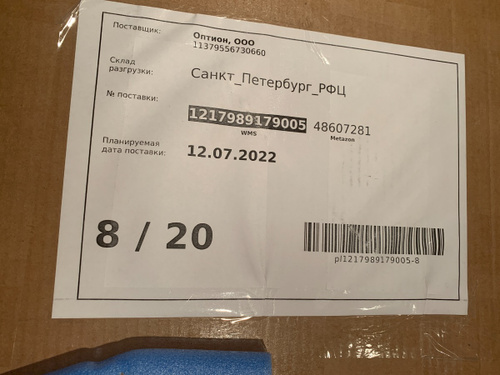 Поставщик: Оптион, ООО
11379556730660
Склад
разгрузки: Санкт_Петербург_РФЦ
№ поставки: 1217989179005 48607281
WMS Metazon
Планируемая
дата поставки: 12.07.2022
8 / 20
pl1217989179005-8